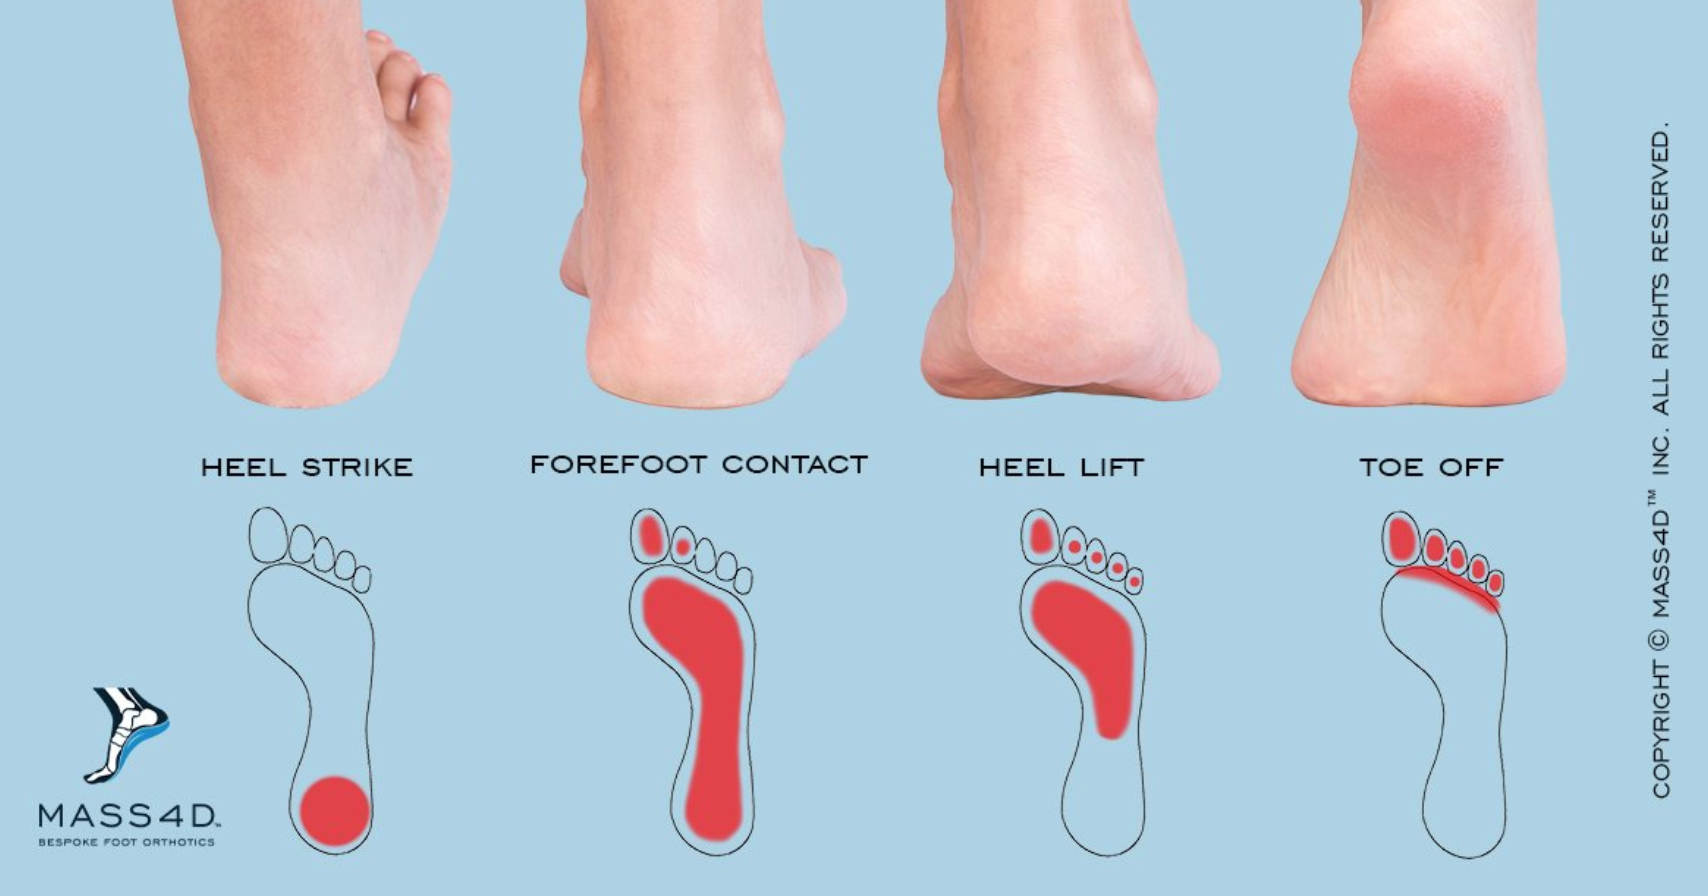 HEEL STRIKE
FOREFOOT CONTACT
HEEL LIFT
TOE OFF
MASS4D™
BESPOKE FOOT ORTHOTICS
COPYRIGHT © MASS4D™ INC. ALL RIGHTS RESERVED.